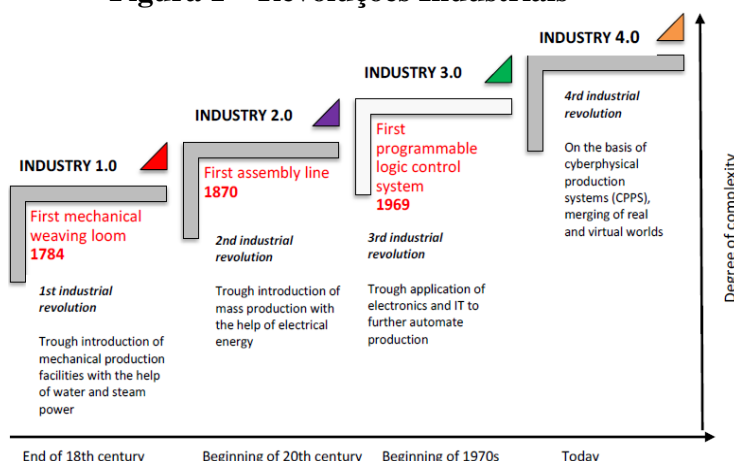 INDUSTRY 4.0
INDUSTRY 3.0
INDUSTRY 2.0
INDUSTRY 1.0
First mechanical
weaving loom
1784
1st industrial
revolution
Trough introduction of
mechanical production
facilities with the help
of water and steam
power
First assembly line
1870
2nd industrial
revolution
Trough introduction of
mass production with
the help of electrical
energy
First
programmable
logic control
system
1969
3rd industrial
revolution
Trough application of
electronics and IT to
further automate
production
4rd industrial
revolution
On the basis of
cyberphysical
production
systems (CPPS),
merging of real
and virtual worlds
Degree of complexity
End of 18th century
Beginning of 20th century
Beginning of 1970s
Today